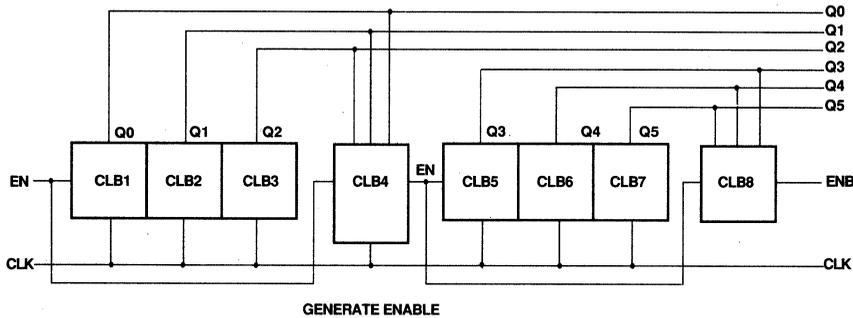 Q0
Q1
Q2
Q3
Q4
Q5
Q0 Q1 Q2 Q3 Q4 Q5
EN CLB1 CLB2 CLB3 CLB4 EN CLB5 CLB6 CLB7 CLB8 ENB
CLK CLK
GENERATE ENABLE